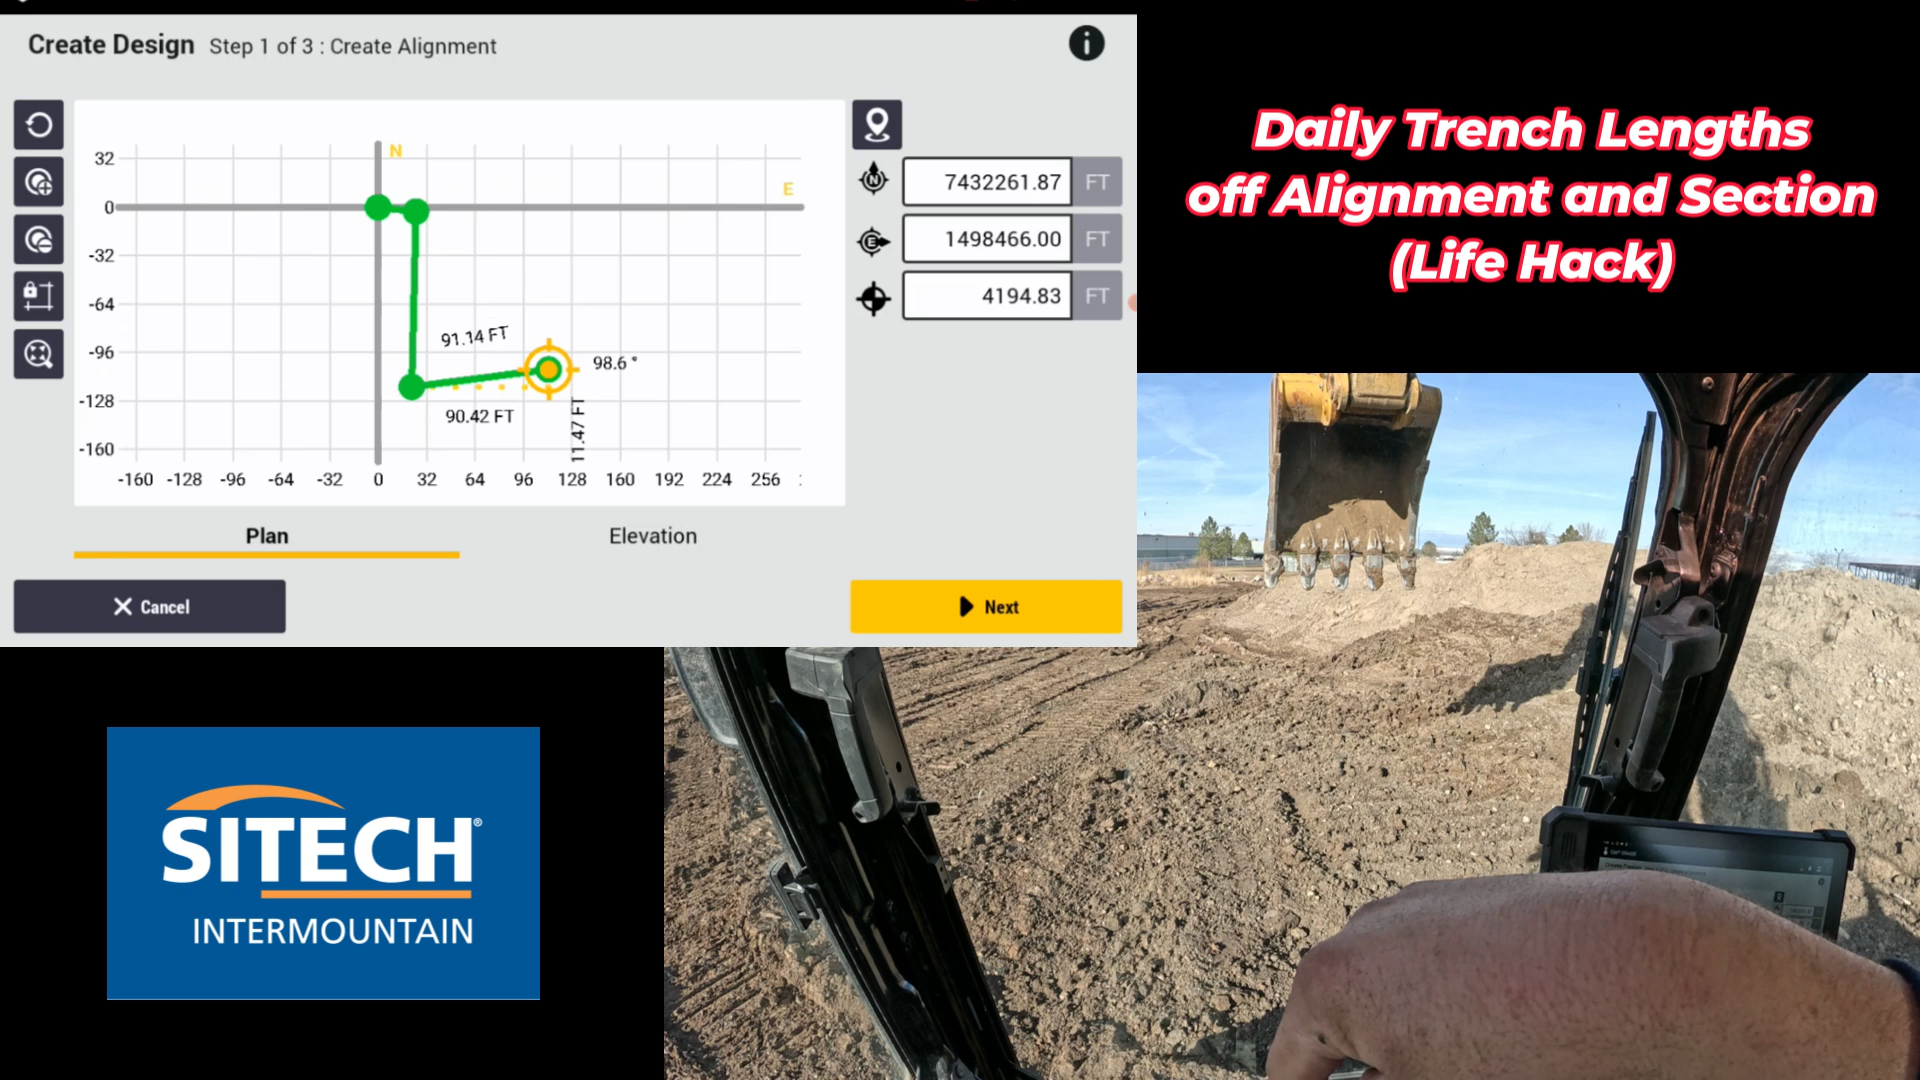 Create Design Step 1 of 3 : Create Alignment
N
E
32
0
-32
-64
-96
-128
-160
-160 -128 -96 -64 -32 0 32 64 96 128 160 192 224 256
91.14 FT
98.6 °
90.42 FT
11.47 FT
N
7432261.87 FT
E
1498466.00 FT
4194.83 FT
Plan
Elevation
Cancel
Next
Daily Trench Lengths
off Alignment and Section
(Life Hack)
SITECH®
INTERMOUNTAIN